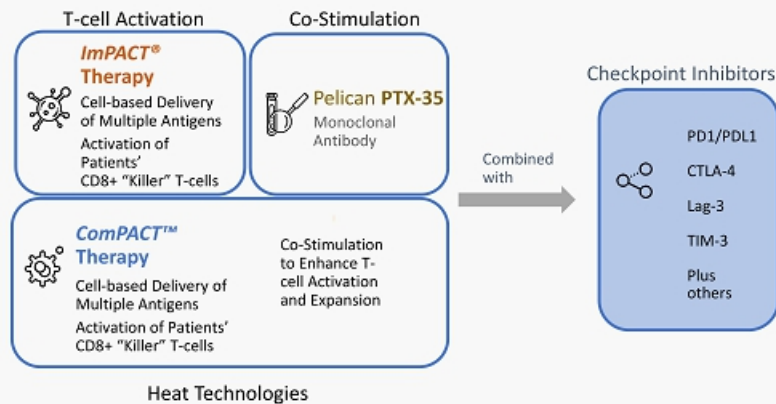 T-cell Activation
Co-Stimulation
ImPACT®
Therapy
Cell-based Delivery
of Multiple Antigens
Activation of
Patients’
CD8+ “Killer” T-cells
Pelican PTX-35
Monoclonal
Antibody
ComPACT™
Therapy
Cell-based Delivery of
Multiple Antigens
Activation of Patients’
CD8+ “Killer” T-cells
Co-Stimulation
to Enhance T-
cell Activation
and Expansion
Heat Technologies
Combined
with
Checkpoint Inhibitors
PD1/PDL1
CTLA-4
Lag-3
TIM-3
Plus
others